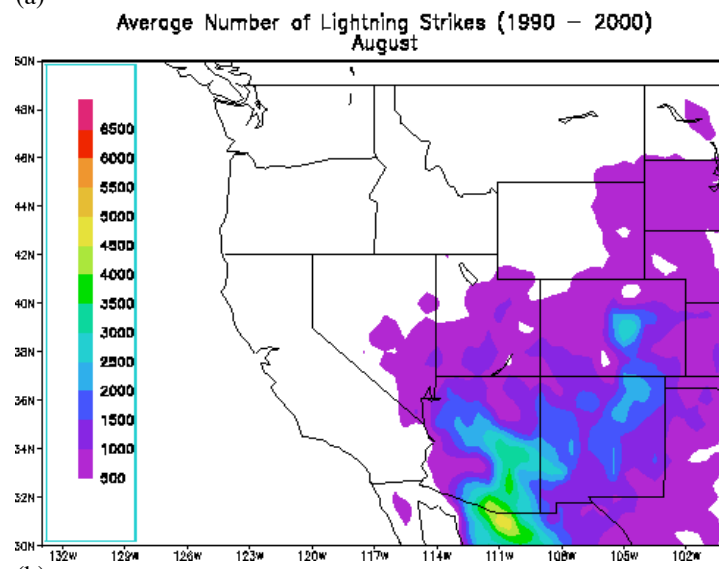 (a)
Average Number of Lightning Strikes (1990 – 2000)
August
50N
48N
46N
44N
42N
40N
38N
36N
34N
32N
30N
6500
6000
5500
5000
4500
4000
3500
3000
2500
2000
1500
1000
500
132W 129W 126W 123W 120W 117W 114W 111W 108W 105W 102W
(b)